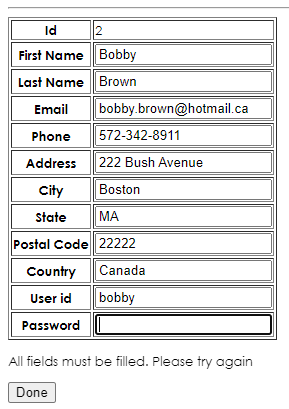 Id 2
First Name Bobby
Last Name Brown
Email bobby.brown@hotmail.ca
Phone 572-342-8911
Address 222 Bush Avenue
City Boston
State MA
Postal Code 22222
Country Canada
User id bobby
Password
All fields must be filled. Please try again
Done